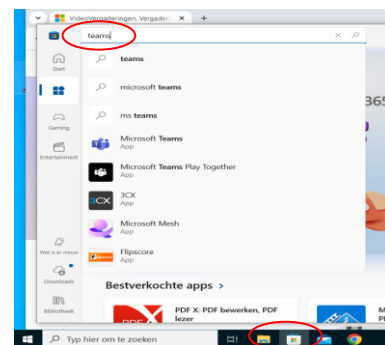 VideoVergaderingen, Vergader
teams
Start
teams
microsoft teams
365
ms teams
Gaming
Microsoft Teams
App
Entertainment
Microsoft Teams Play Together
App
3CX
3CX
App
Microsoft Mesh
App
Wat is er nieuw
Flipscore
App
Downloads
Bestverkochte apps >
Bibliotheek
PDF X: PDF bewerken, PDF
lezer
Typ hier om te zoeken